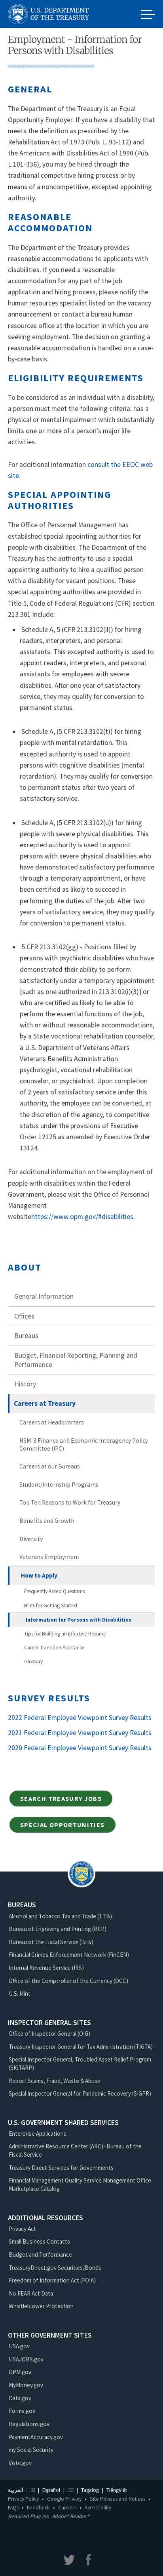 U.S. DEPARTMENT
OF THE TREASURY
Employment - Information for
Persons with Disabilities
GENERAL
The Department of the Treasury is an Equal
Opportunity Employer. If you have a disability that
meets the definition as prescribed by the
Rehabilitation Act of 1973 (Pub. L. 93-112) and
the Americans with Disabilities Act of 1990 (Pub.
L.101-336), you may be hired through the
traditional competitive hiring process or if you are
eligible, non-competitively through the use of
excepted service appointing authorities (hiring by
means of a noncompetitive, excepted appointment
authority.
REASONABLE
ACCOMMODATION
The Department of the Treasury provides
reasonable accommodations to applicants with
disabilities on a case-by-case basis. If you need a
reasonable accommodation for any part of the
job application and hiring process, please notify the
human resources specialist identified on the vacancy
announcement or contact the bureau human
resources office for the location in which you are
seeking employment. The decision on granting a
reasonable accommodation is handled on a case-
by-case basis.
ELIGIBILITY REQUIREMENTS
To be considered as an individual with a disability,
a person must have one of the following criteria: has
a physical or mental impairment that substantially
limits one or more of that person's major life
activities.
For additional information consult the EEOC web
site.
SPECIAL APPOINTING
AUTHORITIES
The Office of Personnel Management has
established special appointing authorities for
people with disabilities. The Department of the
Treasury managers may use these special
appointing authorities to hire an individual provided
that a person with a disability meets the
requirements as stated. These provided in
Title 5, Code of Federal Regulations (CFR) section
213.301 include:
• Schedule A, 5 (CFR 213.3102(ll)) for hiring
readers, interpreters, and personal
assistants. This excepted authority is used to
appoint readers, interpreters, and personal
assistants to employees with severe
disabilities. After one year of satisfactory
service, they may qualify for conversion to
permanent status.
• Schedule A, (5 CFR 213.3102(t)) for hiring
people with mental retardation. This
excepted authority is used to appoint
persons with cognitive disabilities (mental
retardation). They may qualify for conversion
to permanent status after two years of
satisfactory service.
• Schedule A, (5 CFR 213.3102(u)) for hiring
people with severe physical disabilities. This
excepted authority is used to appoint
persons with severe physical disabilities who
have demonstrated satisfactory performance
through a temporary appointment, or have
been certified as likely to succeed in
performing the duties of the job. After two
years of satisfactory service, they may
qualify for conversion to permanent status.
• 5 CFR 213.3102(gg) - Positions filled by
persons with psychiatric disabilities who have
demonstrated their ability to perform
satisfactorily under a temporary appointment
[such as one authorized in 213.3102(i)(3)] or
who are certified as likely to be able to
perform the essential functions of the job,
with or without reasonable accommodations,
by a State vocational rehabilitation counselor,
a U.S. Department of Veterans Affairs
Veterans Benefits Administration
psychologist, vocational rehabilitation
counselor, or psychiatrist. Upon completion
of 2 years of satisfactory service under this
authority, the employee may be converted, at
the discretion of the agency, to competitive
status under the provisions of Executive
Order 12125 and amended by Executive Order
13124.
For additional information on the employment of
people with disabilities within the Federal
Government, please visit the Office of Personnel
Management
websitehttps://www.opm.gov/#disabilities.
ABOUT
General Information
Offices
Bureaus
Budget, Financial Reporting, Planning and
Performance
History
Careers at Treasury
Careers at Headquarters
NSM-3 Finance and Economic Interagency Policy
Committee (IPC)
Careers at our Bureaus
Student/Internship Programs
Top Ten Reasons to Work for Treasury
Benefits and Growth
Diversity
Veterans Employment
How to Apply
Frequently Asked Questions
Hints for Getting Started
Information for Persons with Disabilities
Tips for Building an Effective Resume
Career Transition Assistance
Glossary
SURVEY RESULTS
2022 Federal Employee Viewpoint Survey Results
2021 Federal Employee Viewpoint Survey Results
2020 Federal Employee Viewpoint Survey Results
SEARCH TREASURY JOBS
SPECIAL OPPORTUNITIES
BUREAUS
Alcohol and Tobacco Tax and Trade (TTB)
Bureau of Engraving and Printing (BEP)
Bureau of the Fiscal Service (BFS)
Financial Crimes Enforcement Network (FinCEN)
Internal Revenue Service (IRS)
Office of the Comptroller of the Currency (OCC)
U.S. Mint
INSPECTOR GENERAL SITES
Office of Inspector General (OIG)
Treasury Inspector General for Tax Administration (TIGTA)
Special Inspector General, Troubled Asset Relief Program
(SIGTARP)
Report Scams, Fraud, Waste & Abuse
Special Inspector General for Pandemic Recovery (SIGPR)
U.S. GOVERNMENT SHARED SERVICES
Enterprise Applications
Administrative Resource Center (ARC)- Bureau of the
Fiscal Service
Treasury Direct Services for Governments
Financial Management Quality Service Management Office
Marketplace Catalog
ADDITIONAL RESOURCES
Privacy Act
Small Business Contacts
Budget and Performance
TreasuryDirect.gov Securities/Bonds
Freedom of Information Act (FOIA)
No FEAR Act Data
Whistleblower Protection
OTHER GOVERNMENT SITES
USA.gov
USAJOBS.gov
OPM.gov
MyMoney.gov
Data.gov
Forms.gov
Regulations.gov
PaymentAccuracy.gov
my Social Security
Vote.gov
العربية | | Español | | Tagalog | TiếngViệt
Privacy Policy • Google Privacy • Site Policies and Notices •
FAQs • Feedback • Careers • Accessibility
Required Plug-ins Adobe® Reader®